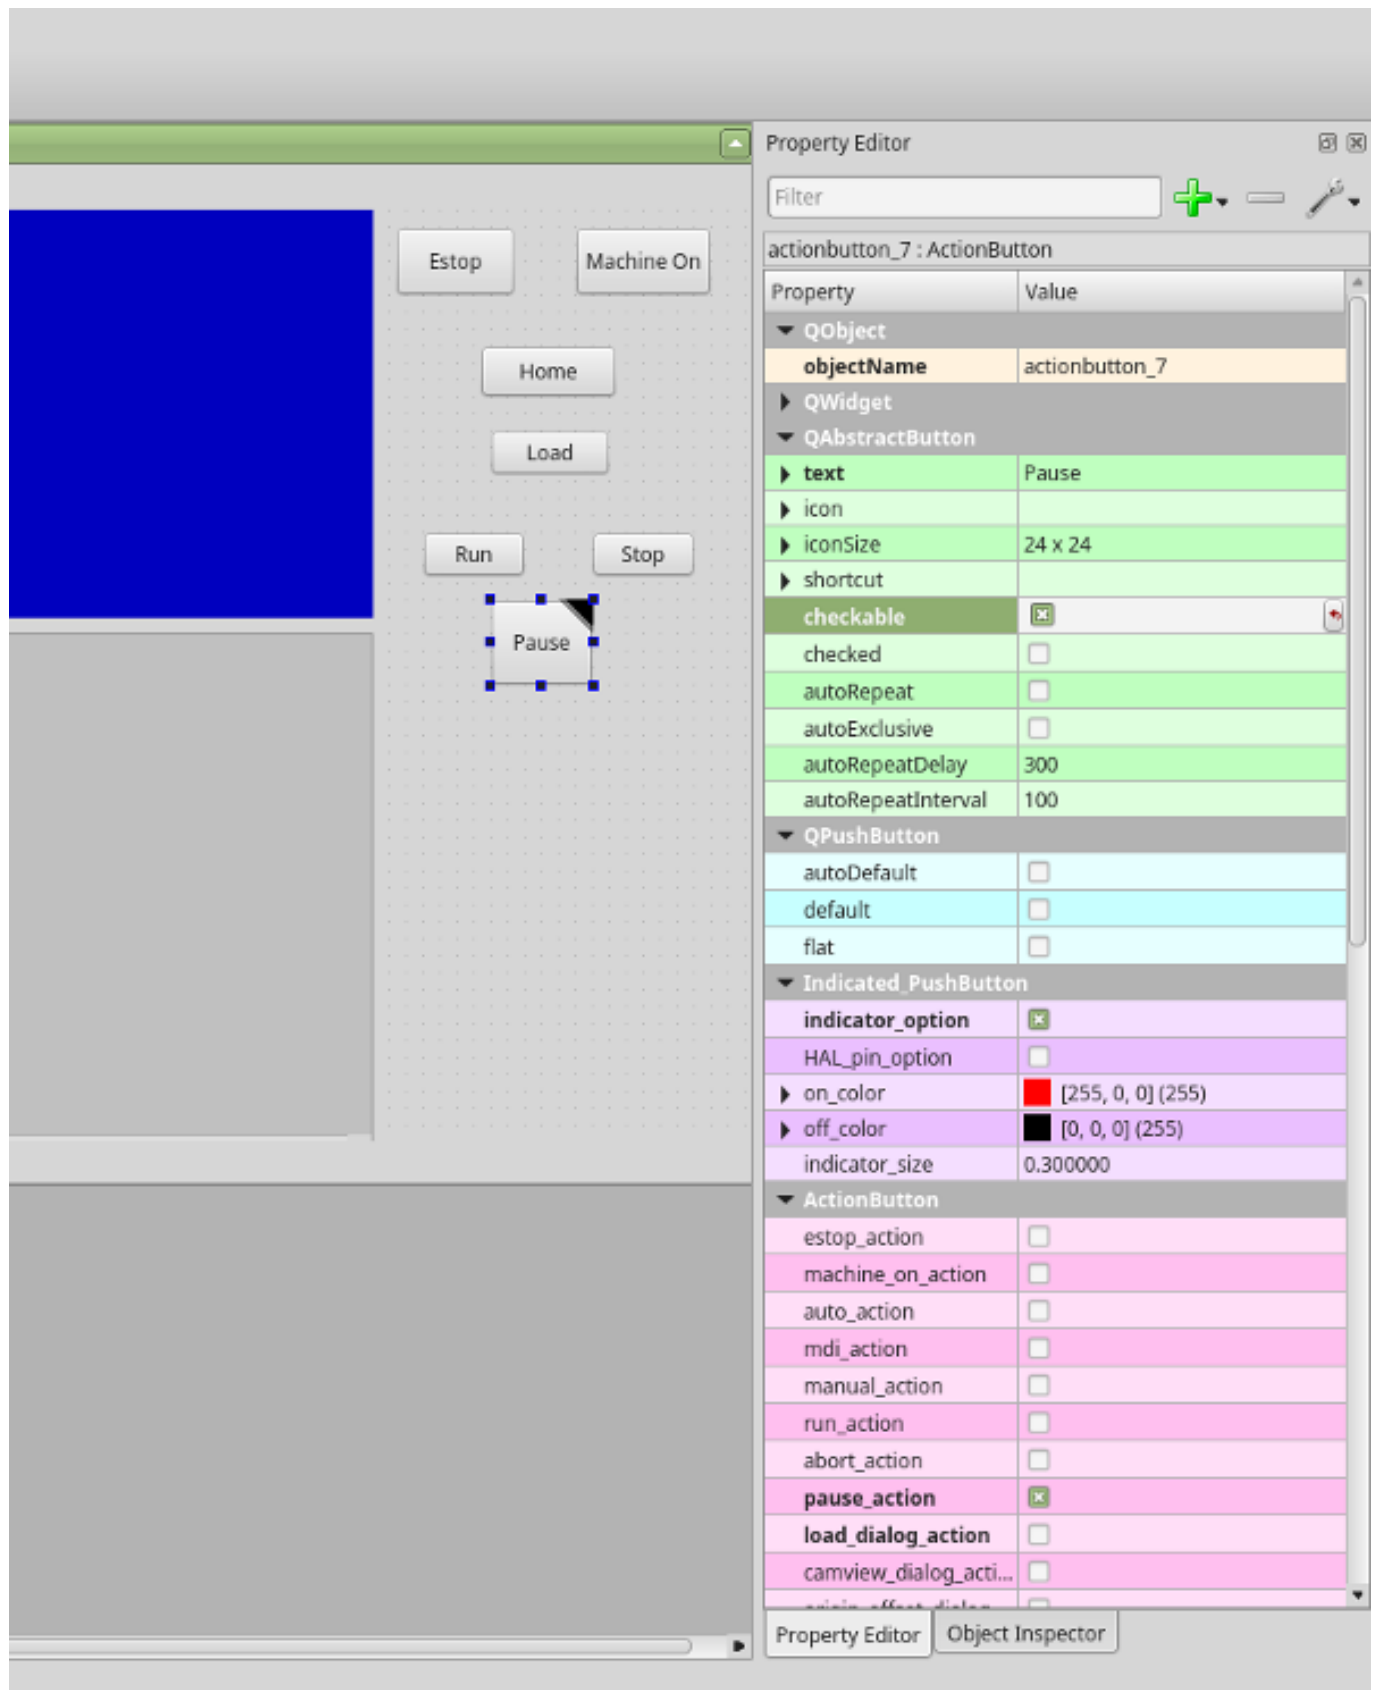 Property Editor
Filter
actionbutton_7 : ActionButton
Property Value
QObject
objectName actionbutton_7
QWidget
QAbstractButton
text Pause
icon
iconSize 24 x 24
shortcut
checkable
checked
autoRepeat
autoExclusive
autoRepeatDelay 300
autoRepeatInterval 100
QPushButton
autoDefault
default
flat
Indicated_PushButton
indicator_option
HAL_pin_option
on_color [255, 0, 0] (255)
off_color [0, 0, 0] (255)
indicator_size 0.300000
ActionButton
estop_action
machine_on_action
auto_action
mdi_action
manual_action
run_action
abort_action
pause_action
load_dialog_action
camview_dialog_acti...
Property Editor Object Inspector
Estop Machine On
Home
Load
Run Stop
Pause